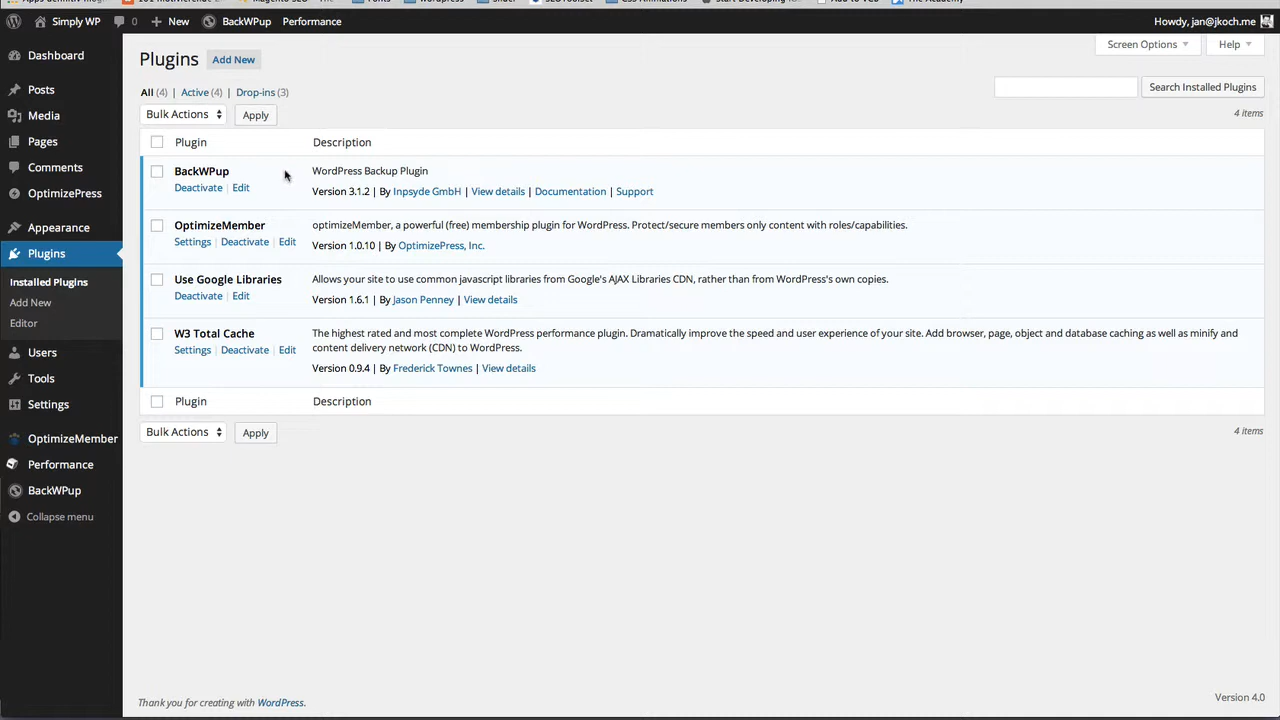 Simply WP 0 New BackWPup Performance Howdy, jan@jkoch.me
Dashboard
Posts
Media
Pages
Comments
OptimizePress
Appearance
Plugins
Installed Plugins
Add New
Editor
Users
Tools
Settings
OptimizeMember
Performance
BackWPup
Collapse menu
Screen Options Help
Plugins Add New
All (4) | Active (4) | Drop-ins (3)
Search Installed Plugins
Bulk Actions Apply 4 items
Plugin Description
BackWPup WordPress Backup Plugin
Deactivate | Edit Version 3.1.2 | By Inpsyde GmbH | View details | Documentation | Support
OptimizeMember optimizeMember, a powerful (free) membership plugin for WordPress. Protect/secure members only content with roles/capabilities.
Settings | Deactivate | Edit Version 1.0.10 | By OptimizePress, Inc.
Use Google Libraries Allows your site to use common javascript libraries from Google's AJAX Libraries CDN, rather than from WordPress's own copies.
Deactivate | Edit Version 1.6.1 | By Jason Penney | View details
W3 Total Cache The highest rated and most complete WordPress performance plugin. Dramatically improve the speed and user experience of your site. Add browser, page, object and database caching as well as minify and
Settings | Deactivate | Edit content delivery network (CDN) to WordPress.
Version 0.9.4 | By Frederick Townes | View details
Plugin Description
Bulk Actions Apply 4 items
Thank you for creating with WordPress. Version 4.0